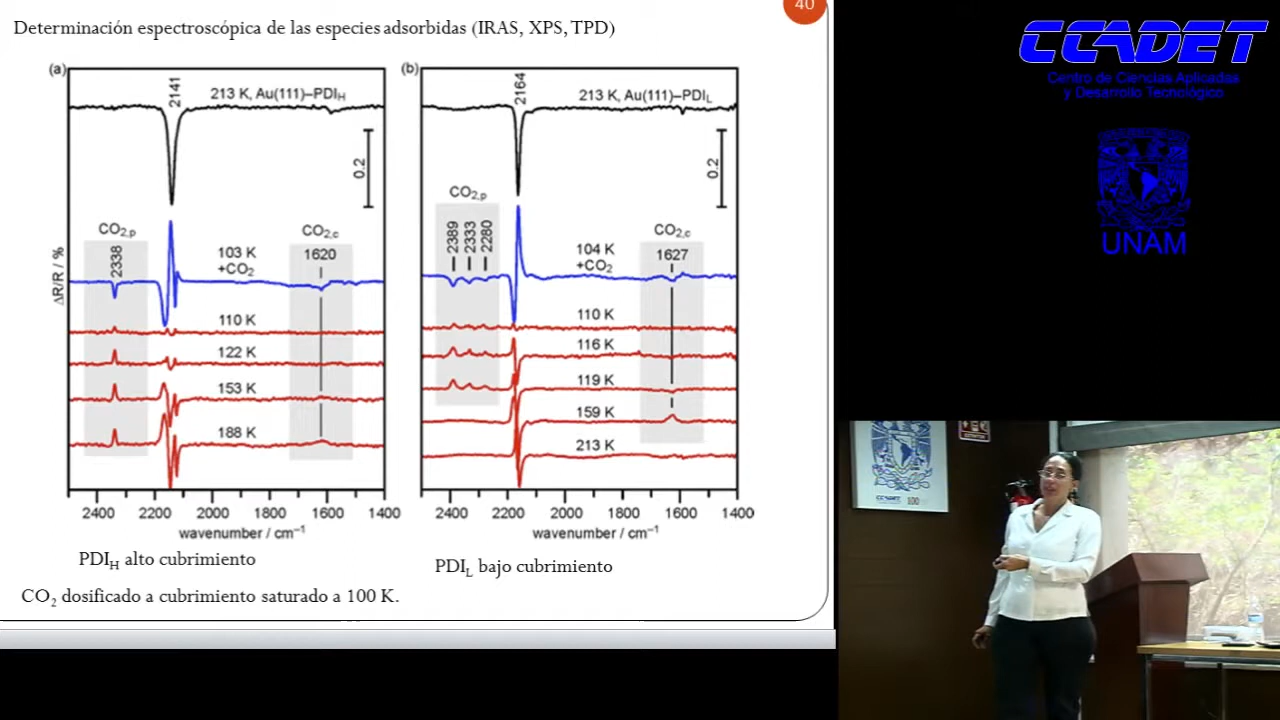 40
Determinación espectroscópica de las especies adsorbidas (IRAS, XPS, TPD)
(a)
2141
213 K, Au(111)–PDIH
0.2
CO2,p
2338
103 K
+CO2
CO2,c
1620
110 K
122 K
153 K
188 K
ΔR/R / %
2400 2200 2000 1800 1600 1400
wavenumber / cm–1
(b)
2164
213 K, Au(111)–PDIL
0.2
CO2,p
2389
2333
2280
104 K
+CO2
CO2,c
1627
110 K
116 K
119 K
159 K
213 K
2400 2200 2000 1800 1600 1400
wavenumber / cm–1
PDIH alto cubrimiento
PDIL bajo cubrimiento
CO2 dosificado a cubrimiento saturado a 100 K.
CCADET
Centro de Ciencias Aplicadas
y Desarrollo Tecnológico
UNAM
100